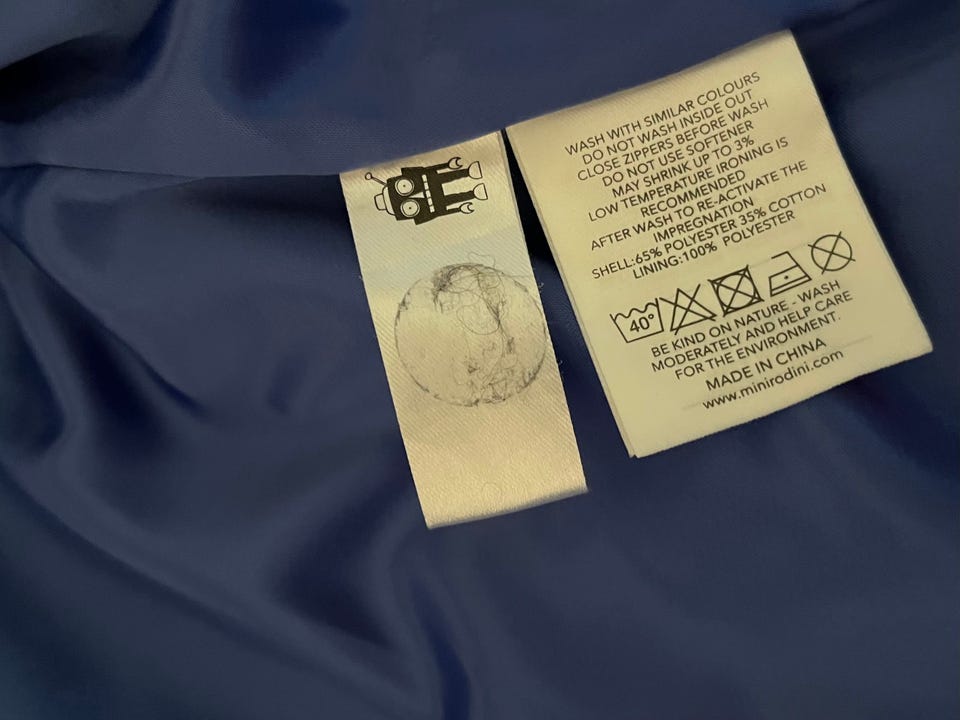 WASH WITH SIMILAR COLOURS
DO NOT WASH INSIDE OUT
CLOSE ZIPPERS BEFORE WASH
DO NOT USE SOFTENER
MAY SHRINK UP TO 3%
LOW TEMPERATURE IRONING IS
RECOMMENDED
AFTER WASH TO RE-ACTIVATE THE
IMPREGNATION
SHELL:65% POLYESTER 35% COTTON
LINING:100% POLYESTER
40°
BE KIND ON NATURE - WASH
MODERATELY AND HELP CARE
FOR THE ENVIRONMENT.
MADE IN CHINA
www.minirodini.com